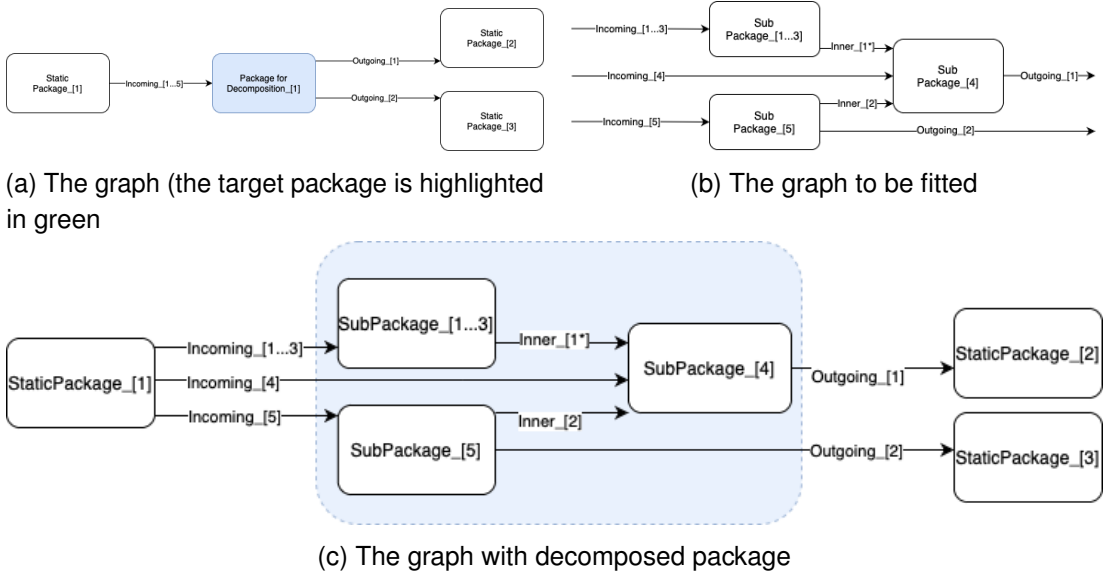 Static
Package_[1]
Incoming_[1...5]
Package for
Decomposition_[1]
Outgoing_[1]
Outgoing_[2]
Static
Package_[2]
Static
Package_[3]
(a) The graph (the target package is highlighted
in green
Incoming_[1...3]
Incoming_[4]
Incoming_[5]
Sub
Package_[1...3]
Sub
Package_[5]
Inner_[1*]
Inner_[2]
Sub
Package_[4]
Outgoing_[1]
Outgoing_[2]
(b) The graph to be fitted
StaticPackage_[1]
Incoming_[1...3]
Incoming_[4]
Incoming_[5]
SubPackage_[1...3]
SubPackage_[5]
Inner_[1*]
Inner_[2]
SubPackage_[4]
Outgoing_[1]
Outgoing_[2]
StaticPackage_[2]
StaticPackage_[3]
(c) The graph with decomposed package